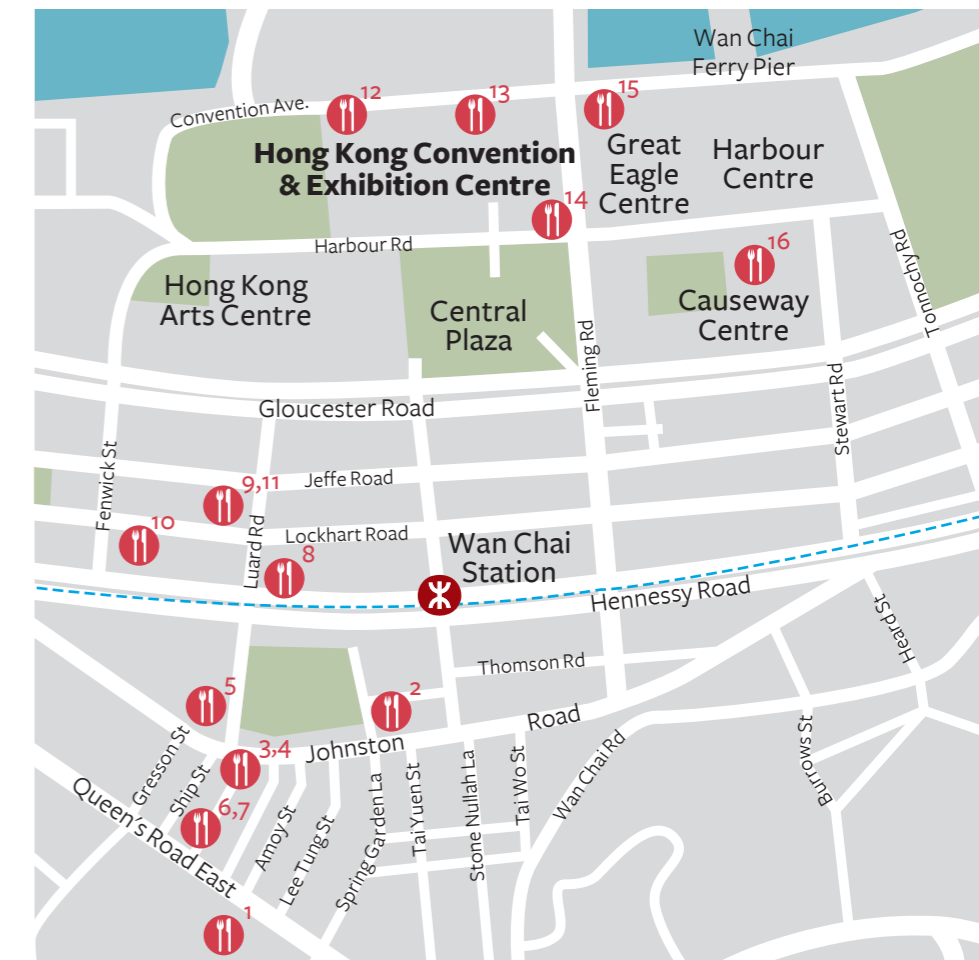 Wan Chai
Ferry Pier
12
13
15
Convention Ave.
Hong Kong Convention
& Exhibition Centre
Great
Eagle
Centre
Harbour
Centre
14
Harbour Rd
16
Tonnochy Rd
Hong Kong
Arts Centre
Central
Plaza
Causeway
Centre
Fleming Rd
Stewart Rd
Gloucester Road
Fenwick St
9,11
Jeffe Road
10
Luard Rd
Lockhart Road
8
Wan Chai
Station
Hennessy Road
Heard St
Thomson Rd
5
2
Johnston
Road
3,4
Gresson St
Ship St
6,7
Queen's Road East
Amoy St
Lee Tung St
Spring Garden La
Tai Yuen St
Stone Nullah La
Tai Wo St
Wan Chai Rd
Burrows St
1